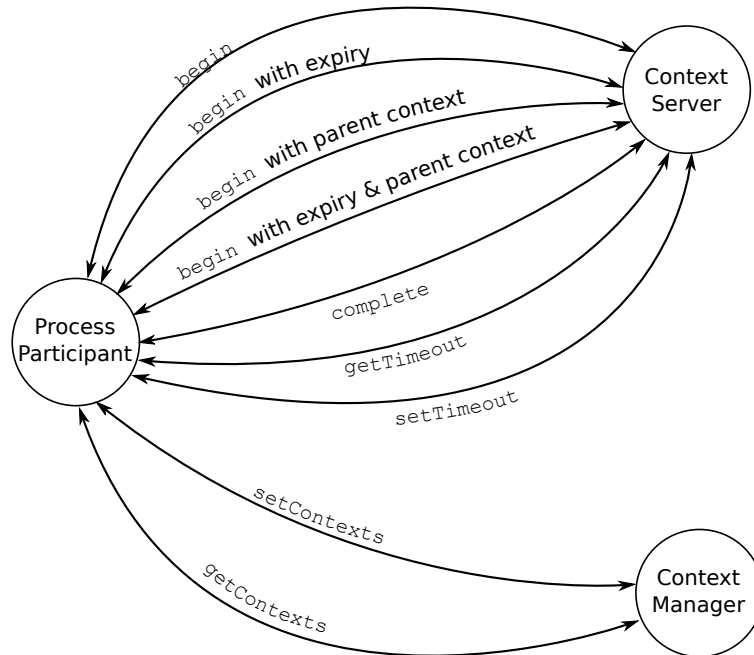 begin
begin with expiry
Context
Server
begin with parent context
begin with expiry & parent context
complete
Process
Participant
getTimeout
setTimeout
setContexts
getContexts
Context
Manager